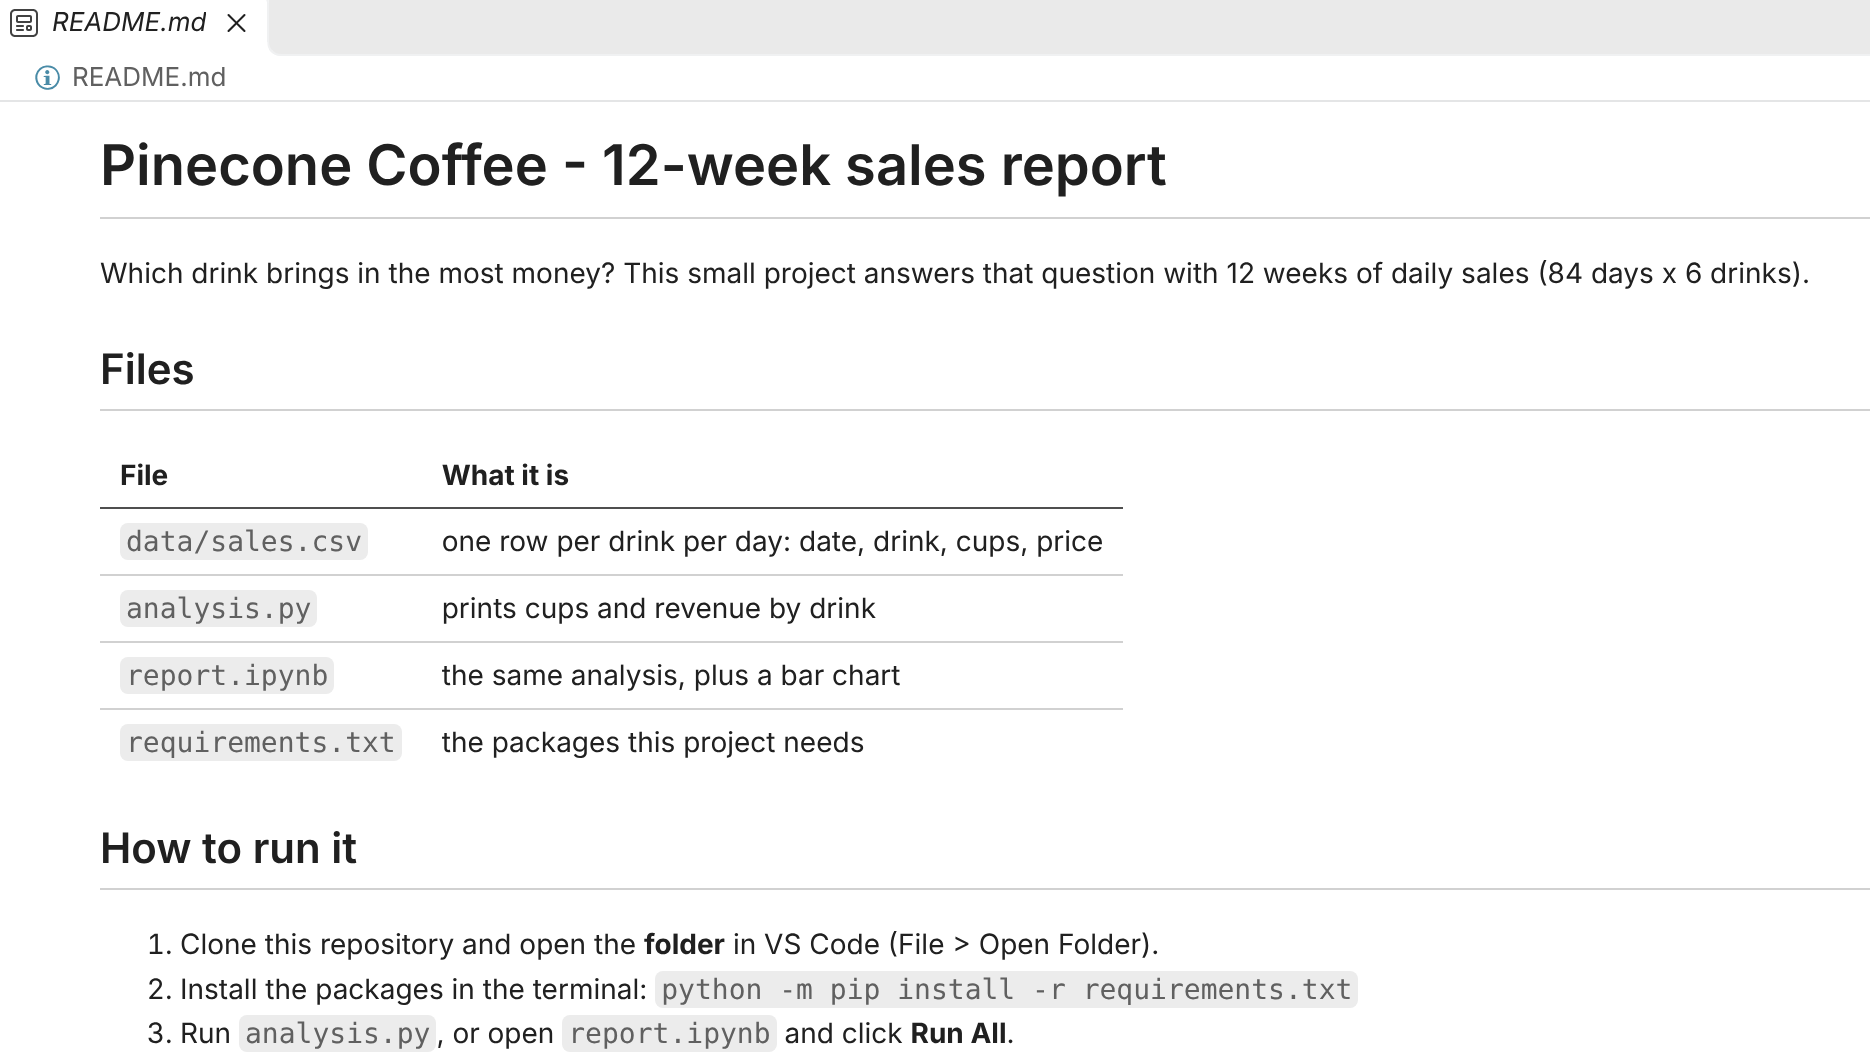 README.md
README.md
Pinecone Coffee - 12-week sales report
Which drink brings in the most money? This small project answers that question with 12 weeks of daily sales (84 days x 6 drinks).
Files
File What it is
data/sales.csv one row per drink per day: date, drink, cups, price
analysis.py prints cups and revenue by drink
report.ipynb the same analysis, plus a bar chart
requirements.txt the packages this project needs
How to run it
1. Clone this repository and open the folder in VS Code (File > Open Folder).
2. Install the packages in the terminal: python -m pip install -r requirements.txt
3. Run analysis.py, or open report.ipynb and click Run All.